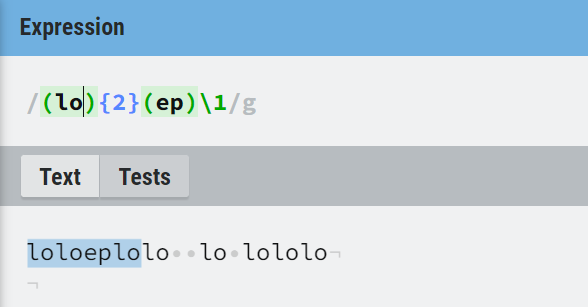 Expression
/(lo){2}(ep)\1/g
Text Tests
loloeplolo••lo•lololo¬
¬